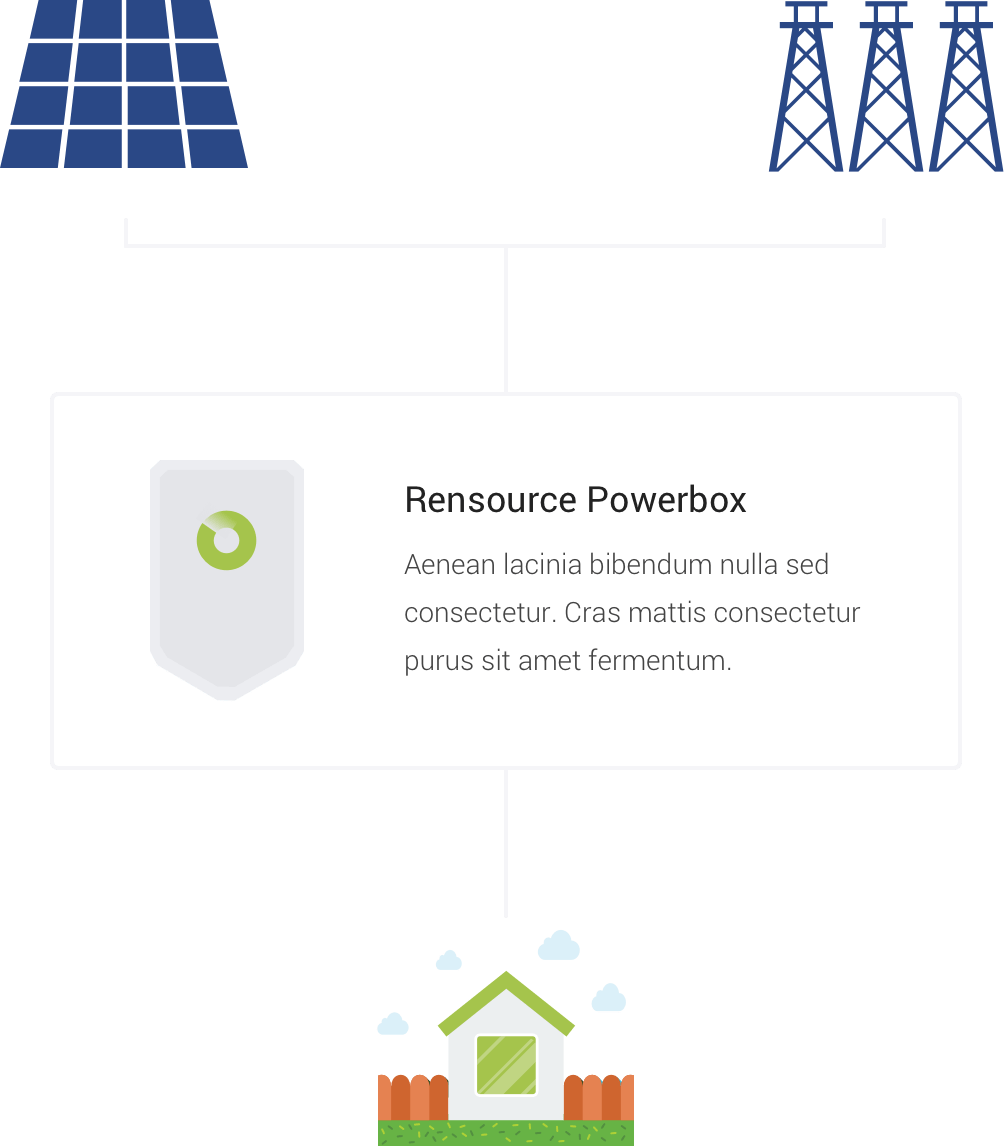 Rensource Powerbox
Aenean lacinia bibendum nulla sed
consectetur. Cras mattis consectetur
purus sit amet fermentum.